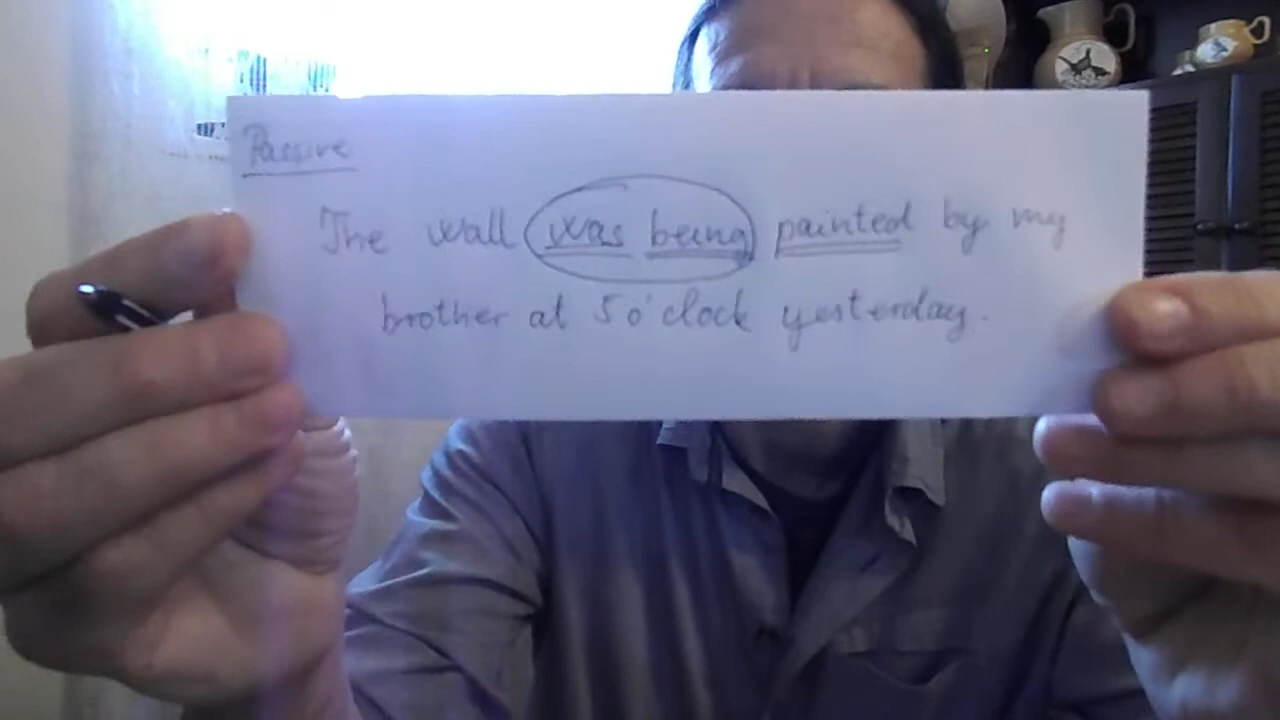 Passive
The wall was being painted by my
brother at 5 o'clock yesterday.